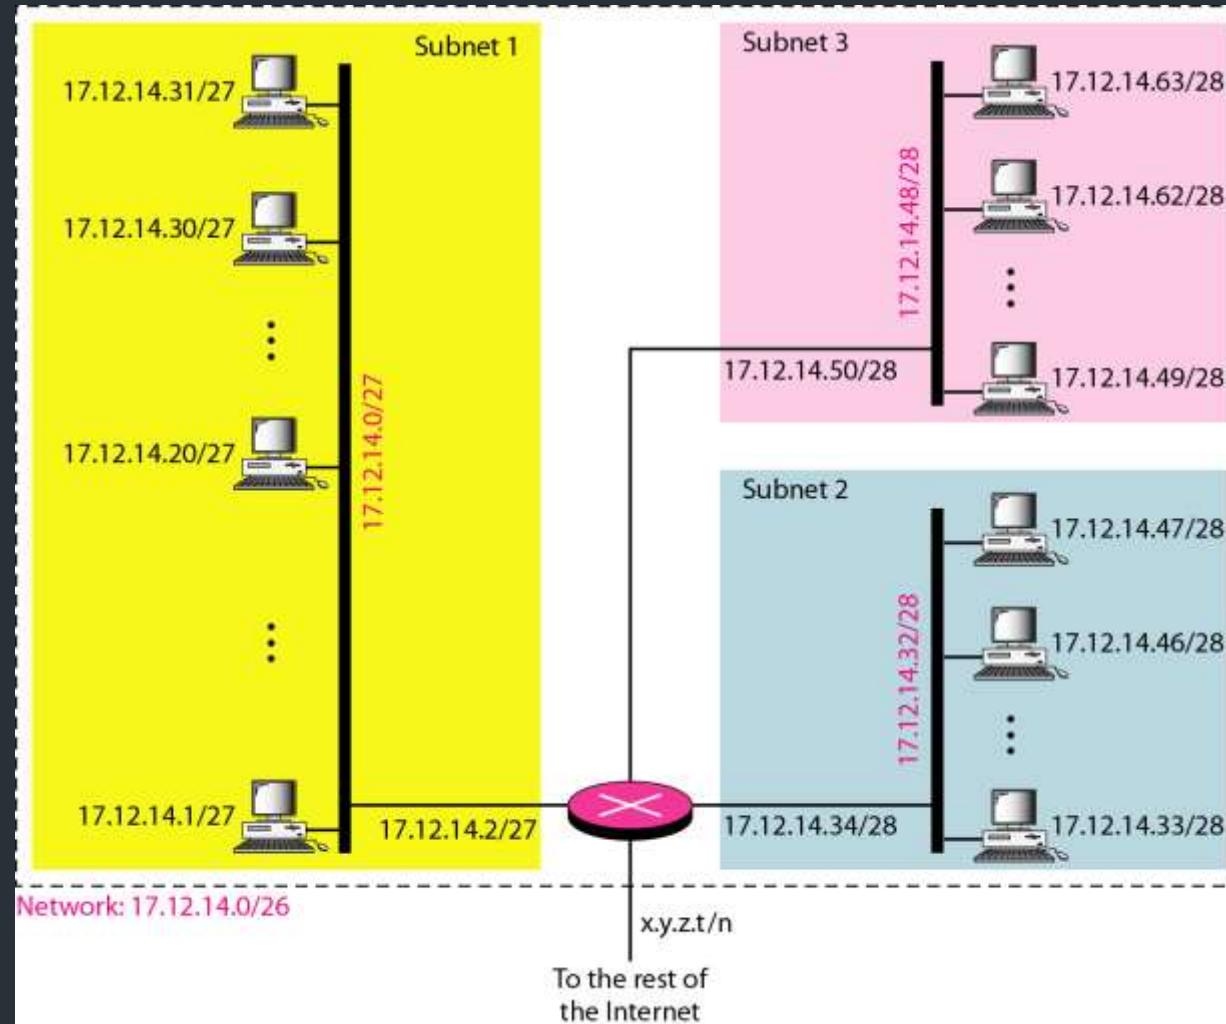 Subnet 1
17.12.14.31/27
17.12.14.30/27
17.12.14.20/27
17.12.14.0/27
17.12.14.1/27
17.12.14.2/27
Subnet 3
17.12.14.63/28
17.12.14.62/28
17.12.14.48/28
17.12.14.50/28
17.12.14.49/28
Subnet 2
17.12.14.47/28
17.12.14.46/28
17.12.14.32/28
17.12.14.34/28
17.12.14.33/28
Network: 17.12.14.0/26
x.y.z.t/n
To the rest of
the Internet